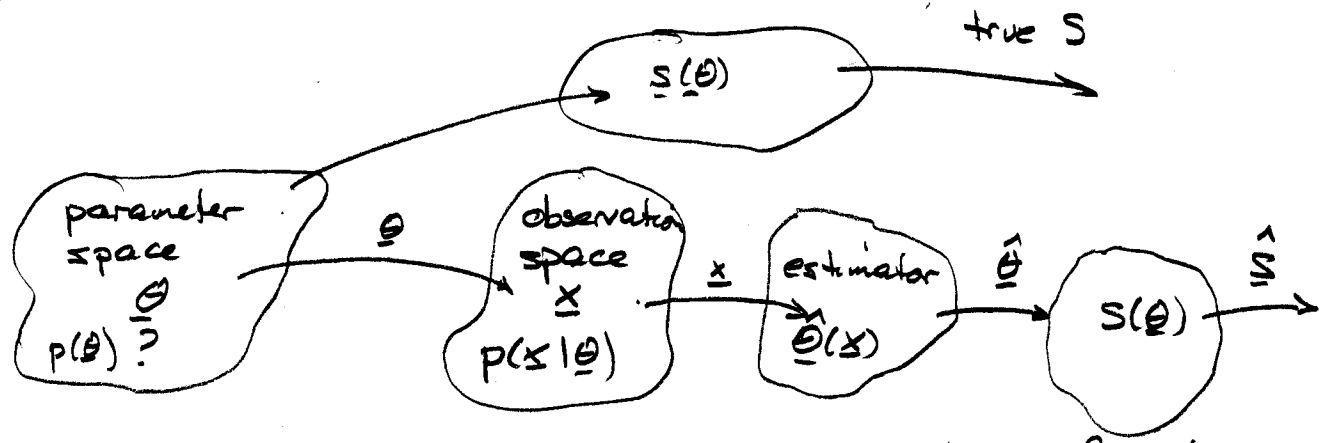 true S
s̲(θ̲)
parameter
space
θ̲
p(θ̲) ?
θ̲
observation
space
x̲
p(x̲|θ̲)
x̲
estimator
θ̲̂(x̲)
θ̲̂
S(θ̲)
ŝ̲